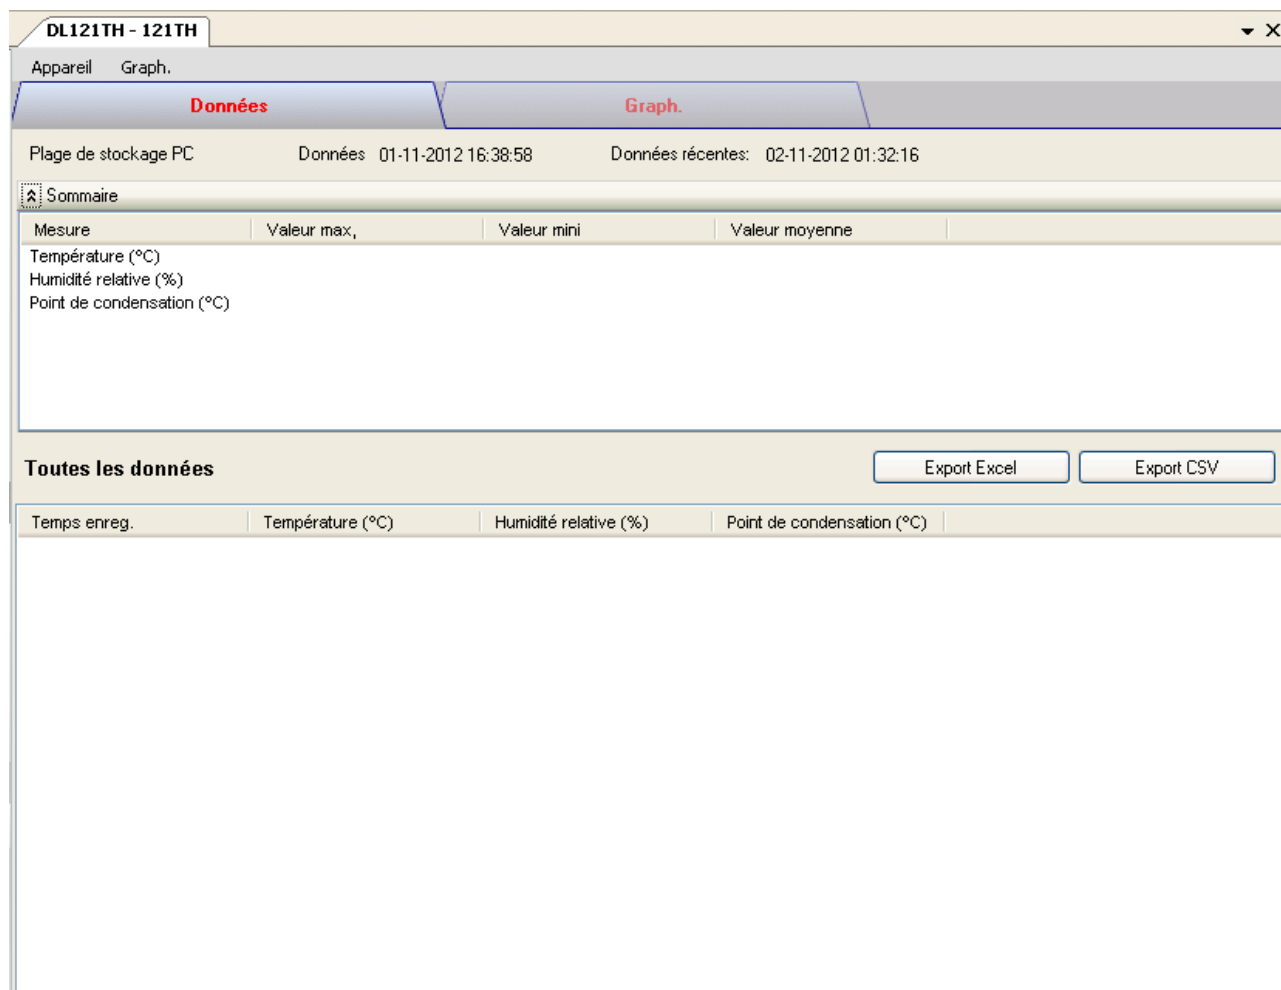 DL121TH - 121TH
Appareil Graph.
Données Graph.
Plage de stockage PC Données 01-11-2012 16:38:58 Données récentes: 02-11-2012 01:32:16
Sommaire
Mesure Valeur max, Valeur mini Valeur moyenne
Température (°C)
Humidité relative (%)
Point de condensation (°C)
Toutes les données Export Excel Export CSV
Temps enreg. Température (°C) Humidité relative (%) Point de condensation (°C)